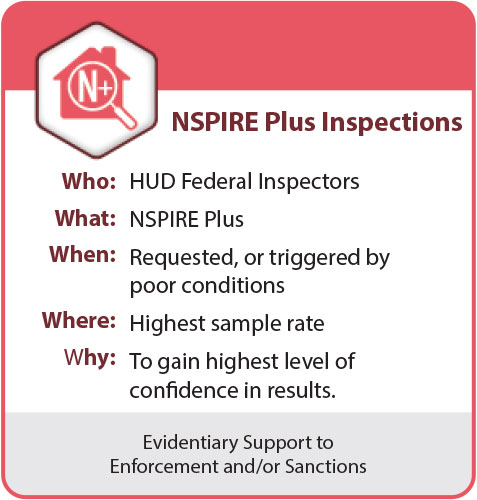 N+
NSPIRE Plus Inspections
Who: HUD Federal Inspectors
What: NSPIRE Plus
When: Requested, or triggered by
poor conditions
Where: Highest sample rate
Why: To gain highest level of
confidence in results.
Evidentiary Support to
Enforcement and/or Sanctions